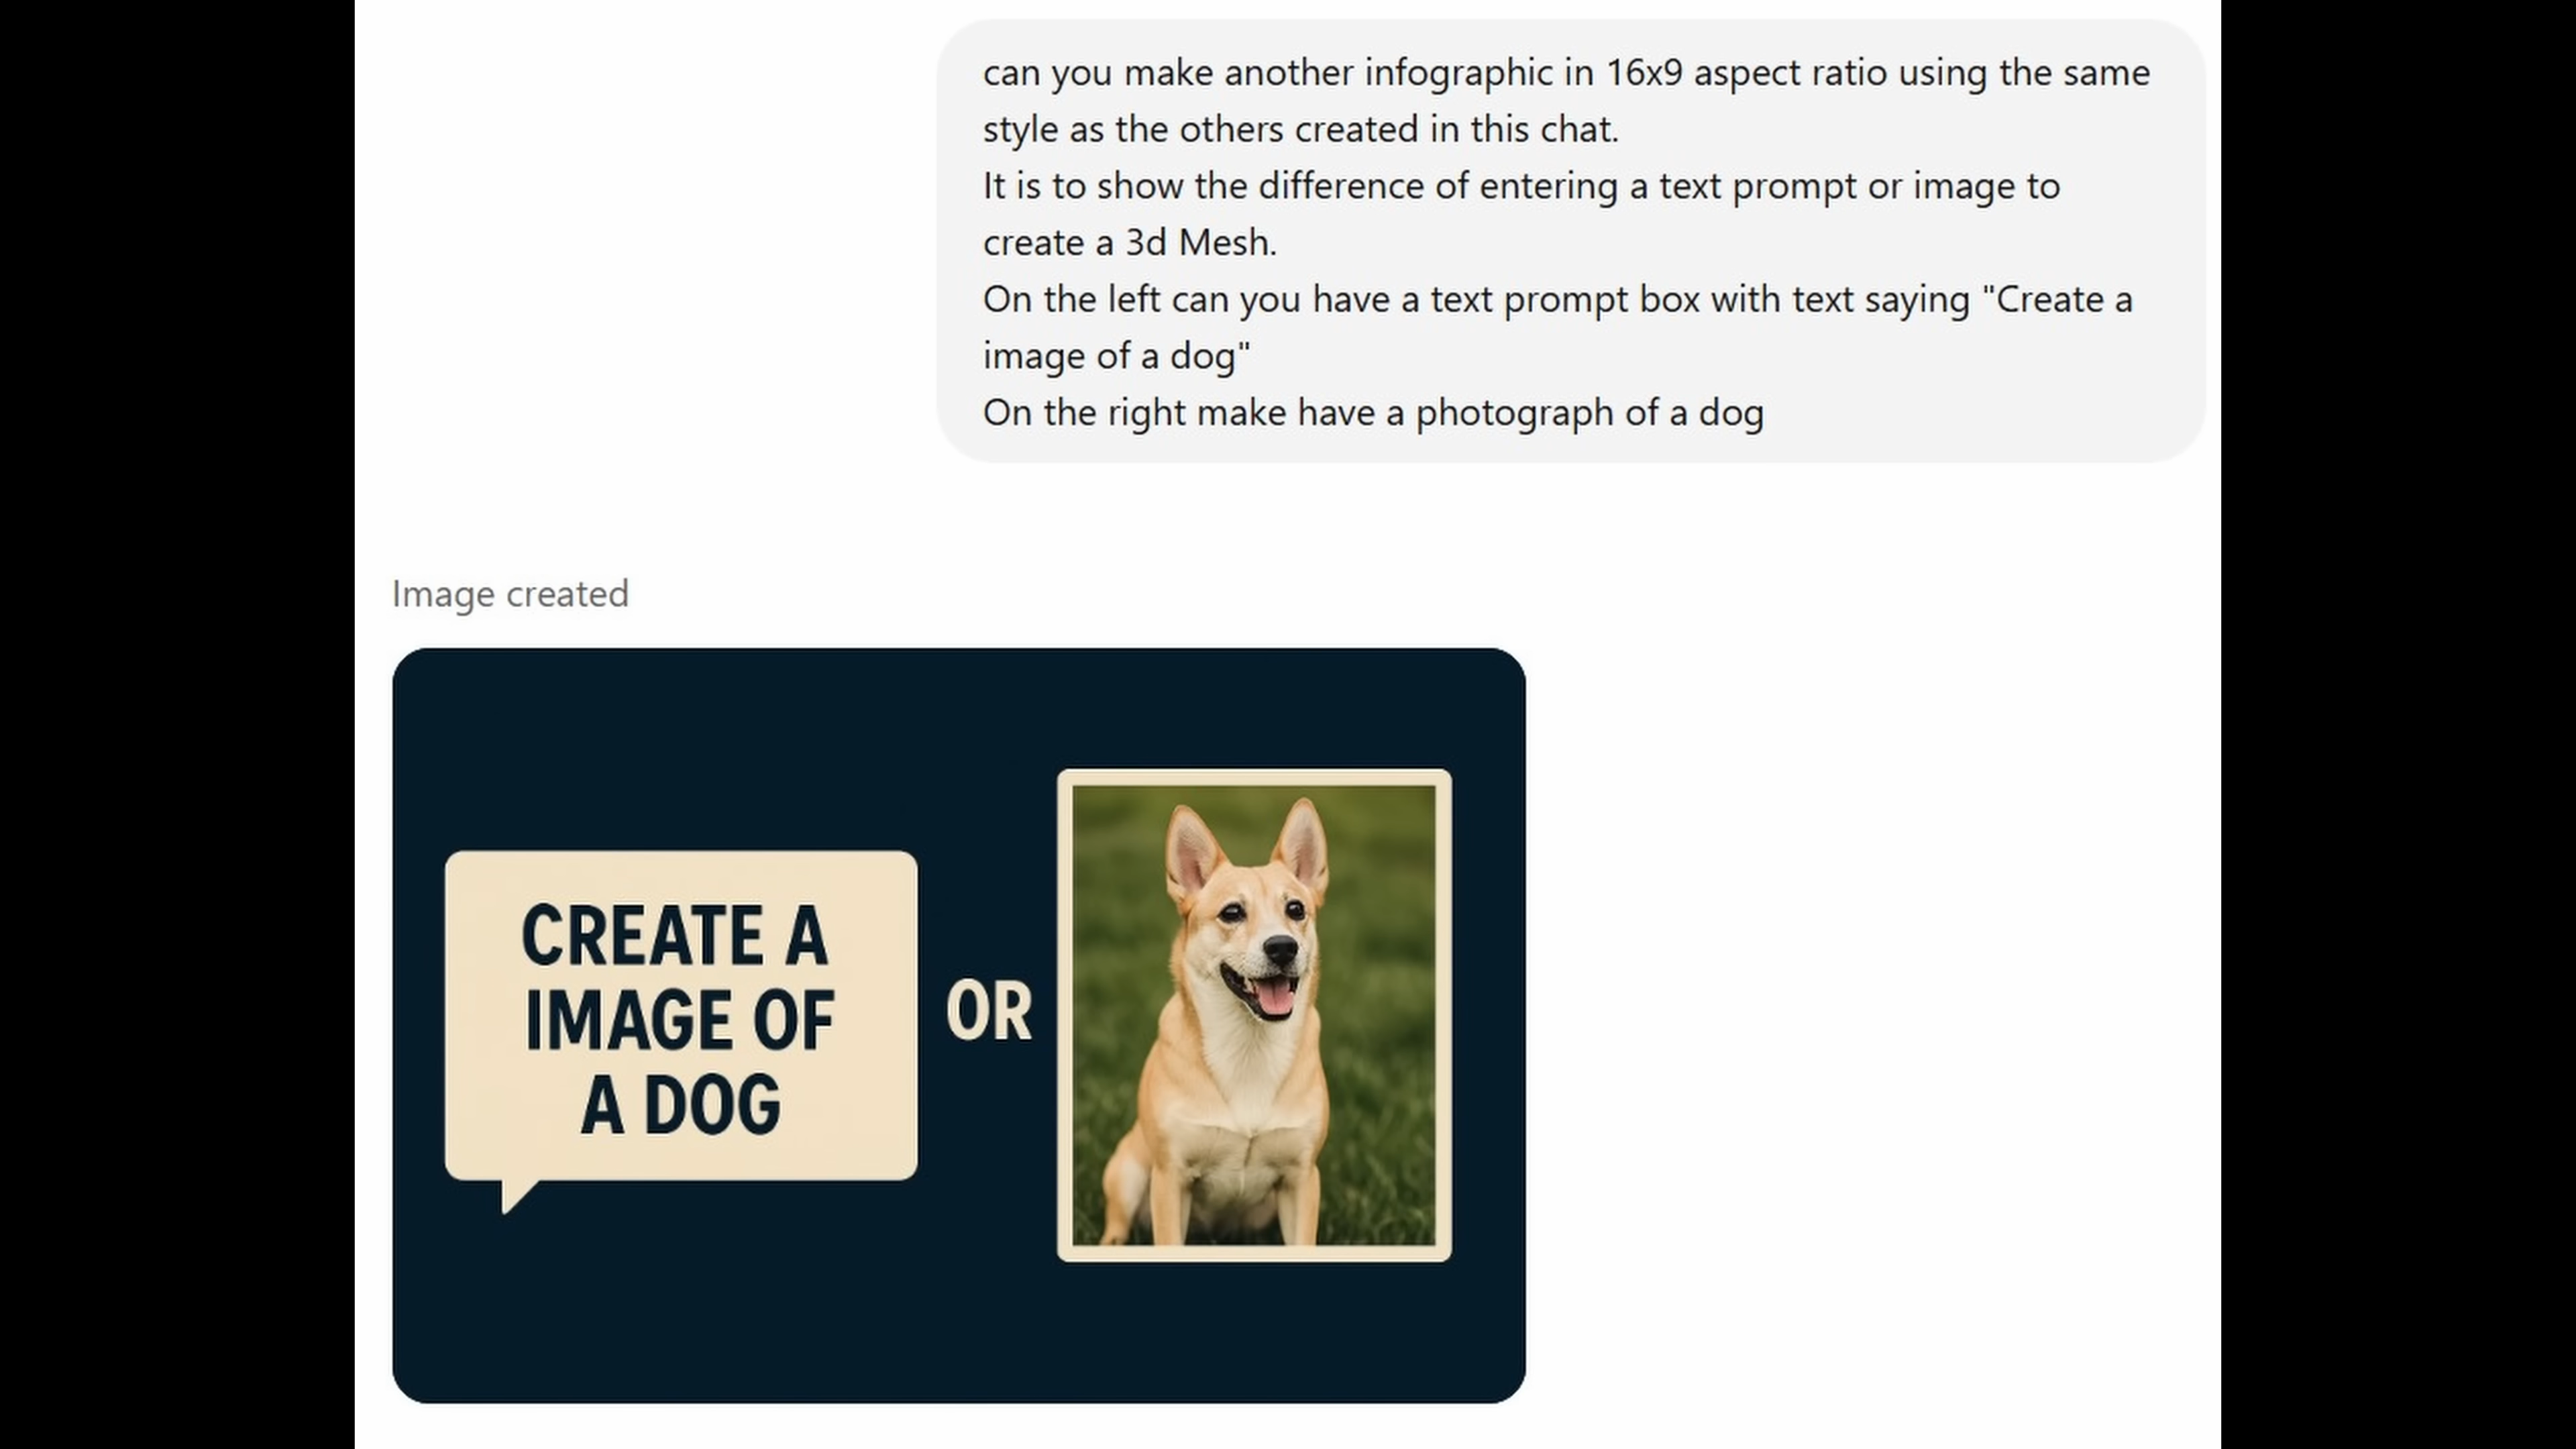 can you make another infographic in 16x9 aspect ratio using the same
style as the others created in this chat.
It is to show the difference of entering a text prompt or image to
create a 3d Mesh.
On the left can you have a text prompt box with text saying "Create a
image of a dog"
On the right make have a photograph of a dog
Image created
CREATE A
IMAGE OF
A DOG
OR